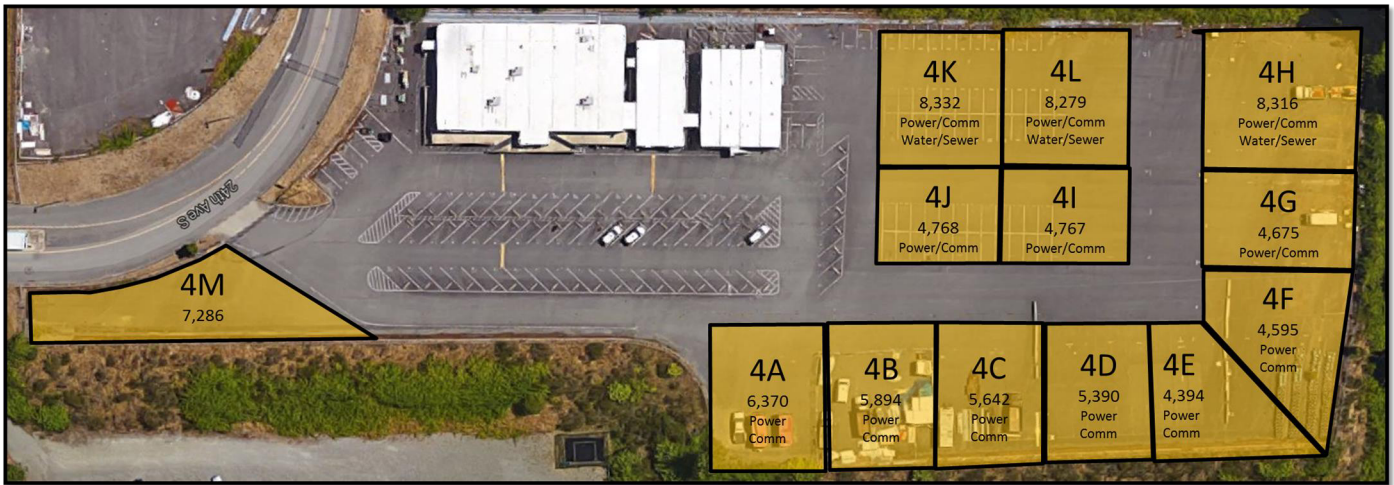 24th Ave S
4K
8,332
Power/Comm
Water/Sewer
4L
8,279
Power/Comm
Water/Sewer
4H
8,316
Power/Comm
Water/Sewer
4J
4,768
Power/Comm
4I
4,767
Power/Comm
4G
4,675
Power/Comm
4M
7,286
4F
4,595
Power
Comm
4A
6,370
Power
Comm
4B
5,894
Power
Comm
4C
5,642
Power
Comm
4D
5,390
Power
Comm
4E
4,394
Power
Comm